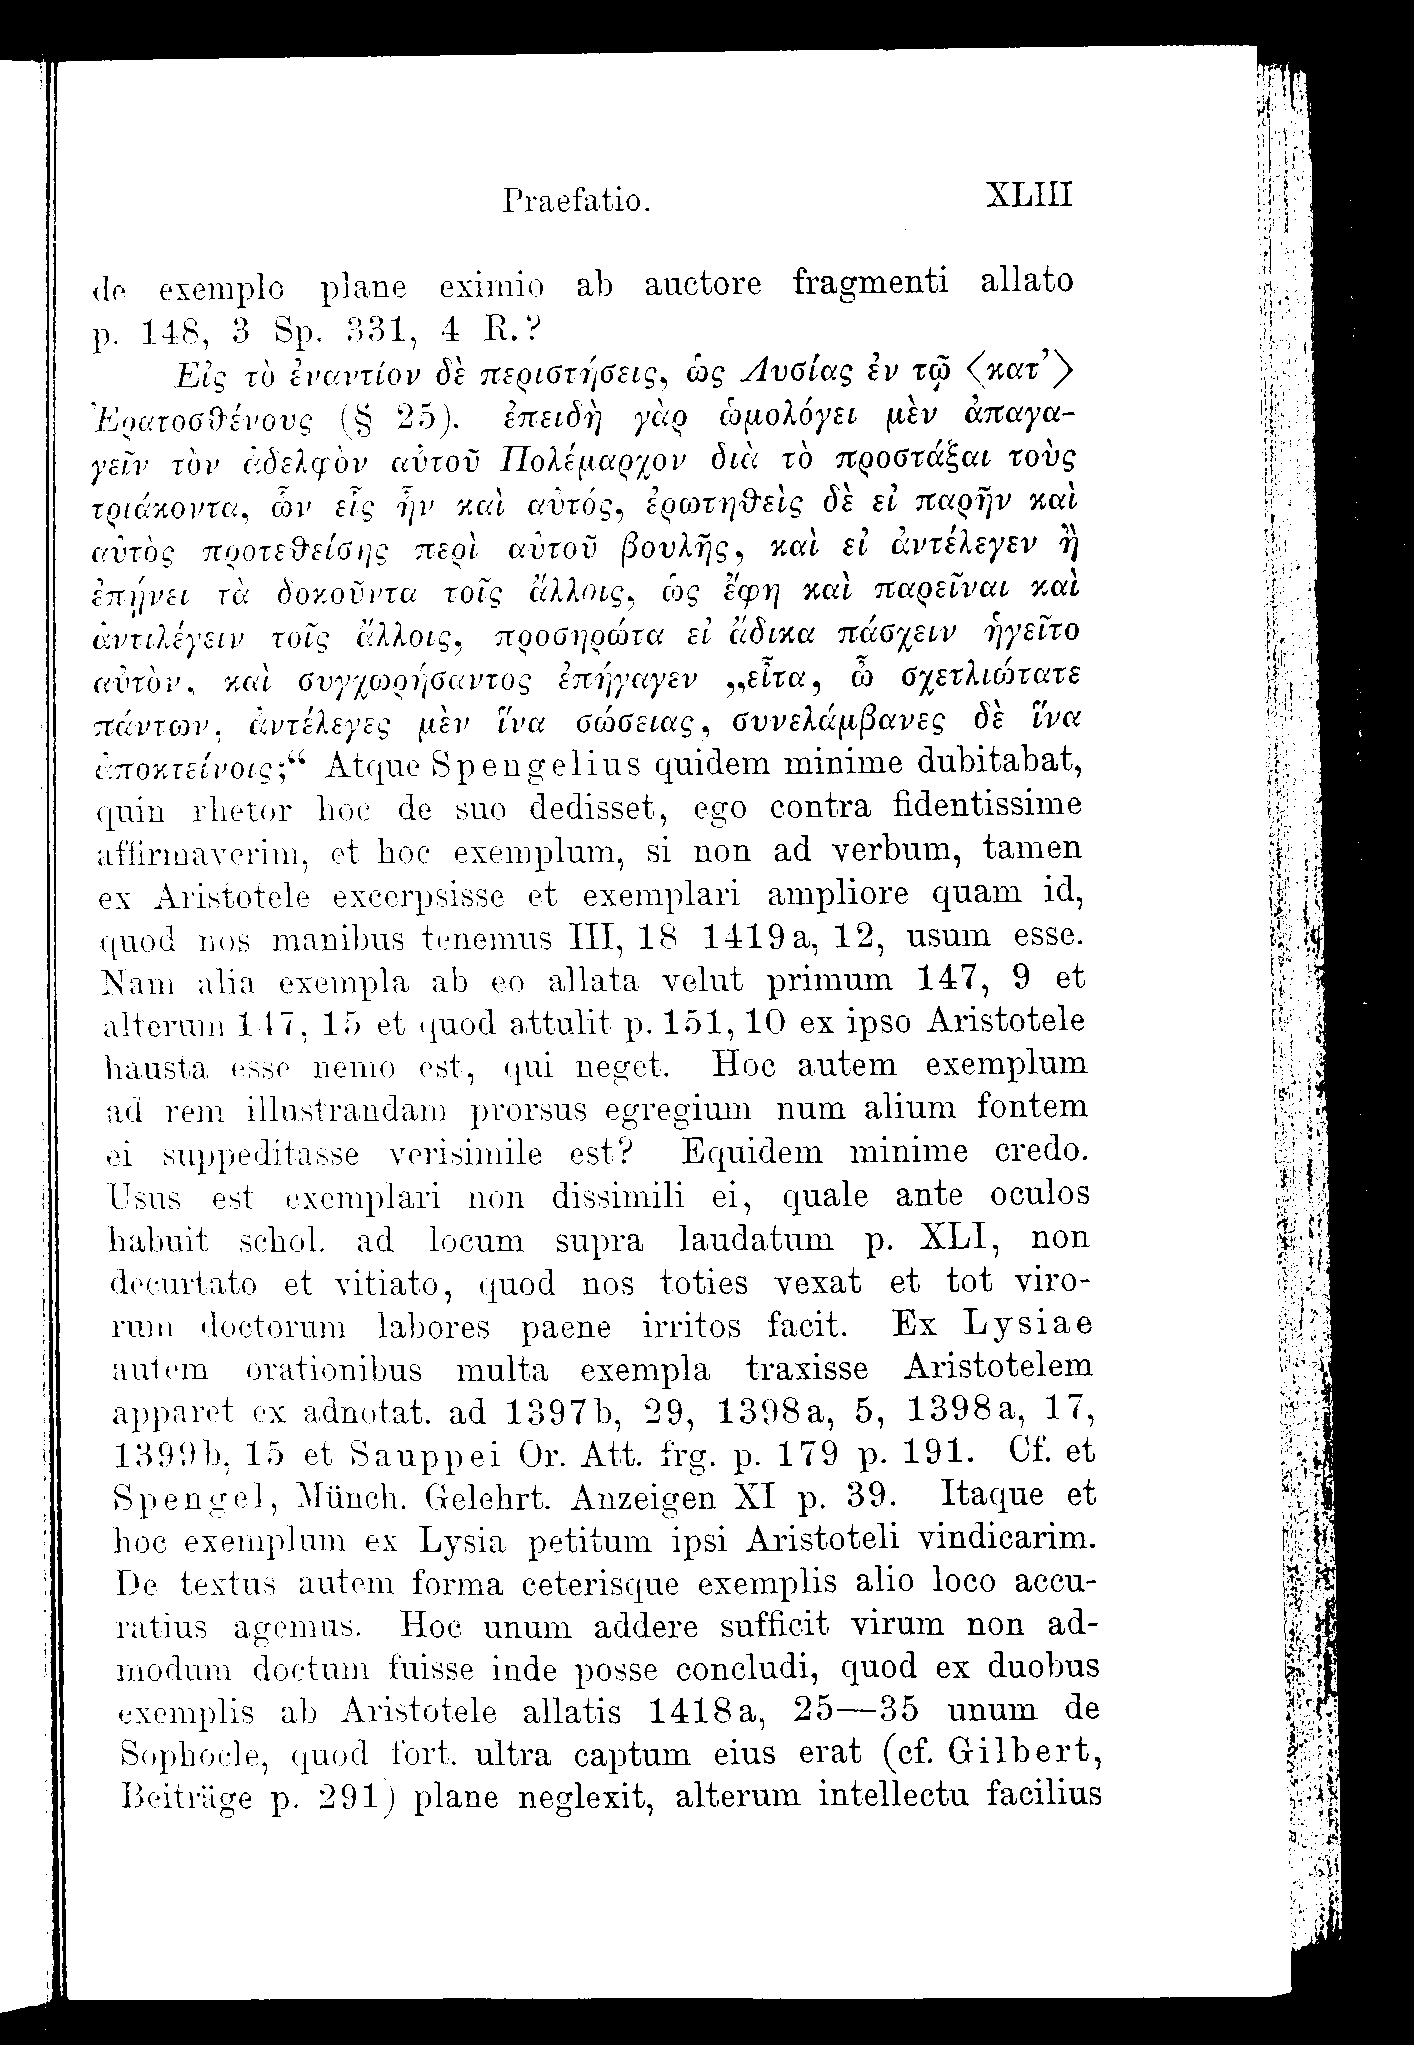 Praefatio. XLIII
de exemplo plane eximio ab auctore fragmenti allato
p. 148, 3 Sp. 331, 4 R.?
Εἰς τὸ ἐναντίον δὲ περιστήσεις, ὡς Λυσίας ἐν τῷ ⟨κατ’⟩
Ἐρατοσθένους (§ 25). ἐπειδὴ γὰρ ὡμολόγει μὲν ἀπαγα-
γεῖν τὸν ἀδελφὸν αὐτοῦ Πολέμαρχον διὰ τὸ προστάξαι τοὺς
τριάκοντα, ὧν εἷς ἦν καὶ αὐτός, ἐρωτηθεὶς δὲ εἰ παρῆν καὶ
αὐτὸς προτεθείσης περὶ αὐτοῦ βουλῆς, καὶ εἰ ἀντέλεγεν ἢ
ἐπῄνει τὰ δοκοῦντα τοῖς ἄλλοις, ὡς ἔφη καὶ παρεῖναι καὶ
ἀντιλέγειν τοῖς ἄλλοις, προσηρώτα εἰ ἄδικα πάσχειν ἡγεῖτο
αὐτὸν, καὶ συγχωρήσαντος ἐπήγαγεν „εἶτα, ὦ σχετλιώτατε
πάντων, ἀντέλεγες μὲν ἵνα σώσειας, συνελάμβανες δὲ ἵνα
ἀποκτείνοις;“ Atque Spengelius quidem minime dubitabat,
quin rhetor hoc de suo dedisset, ego contra fidentissime
affirmaverim, et hoc exemplum, si non ad verbum, tamen
ex Aristotele excerpsisse et exemplari ampliore quam id,
quod nos manibus tenemus III, 18 1419a, 12, usum esse.
Nam alia exempla ab eo allata velut primum 147, 9 et
alterum 147, 15 et quod attulit p. 151, 10 ex ipso Aristotele
hausta esse nemo est, qui neget. Hoc autem exemplum
ad rem illustrandam prorsus egregium num alium fontem
ei suppeditasse verisimile est? Equidem minime credo.
Usus est exemplari non dissimili ei, quale ante oculos
habuit schol. ad locum supra laudatum p. XLI, non
decurtato et vitiato, quod nos toties vexat et tot viro-
rum doctorum labores paene irritos facit. Ex Lysiae
autem orationibus multa exempla traxisse Aristotelem
apparet ex adnotat. ad 1397b, 29, 1398a, 5, 1398a, 17,
1399b, 15 et Sauppei Or. Att. frg. p. 179 p. 191. Cf. et
Spengel, Münch. Gelehrt. Anzeigen XI p. 39. Itaque et
hoc exemplum ex Lysia petitum ipsi Aristoteli vindicarim.
De textus autem forma ceterisque exemplis alio loco accu-
ratius agemus. Hoc unum addere sufficit virum non ad-
modum doctum fuisse inde posse concludi, quod ex duobus
exemplis ab Aristotele allatis 1418a, 25—35 unum de
Sophocle, quod fort. ultra captum eius erat (cf. Gilbert,
Beiträge p. 291) plane neglexit, alterum intellectu facilius